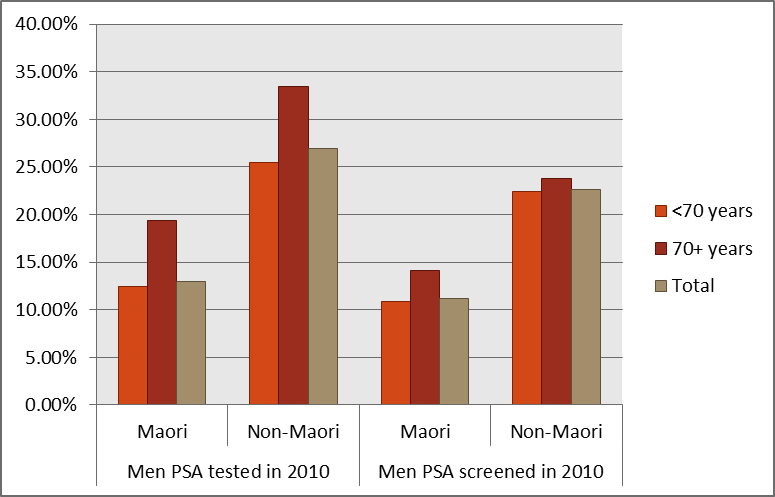 40.00%
35.00%
30.00%
25.00%
20.00%
15.00%
10.00%
5.00%
0.00%
Maori
Non-Maori
Maori
Non-Maori
Men PSA tested in 2010
Men PSA screened in 2010
<70 years
70+ years
Total